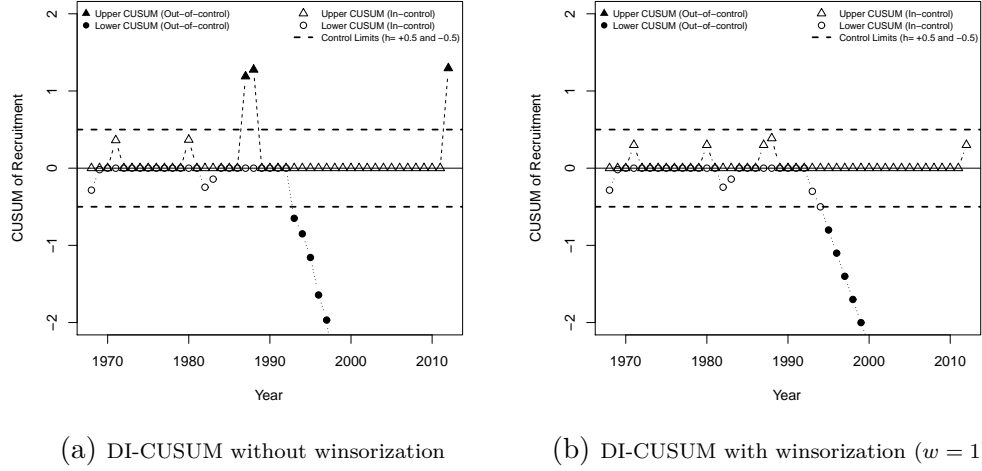 Upper CUSUM (Out−of−control)
Lower CUSUM (Out−of−control)
Upper CUSUM (In−control)
Lower CUSUM (In−control)
Control Limits (h= +0.5 and −0.5)
2
1
0
−1
−2
CUSUM of Recruitment
1970 1980 1990 2000 2010
Year
(a) DI-CUSUM without winsorization
Upper CUSUM (Out−of−control)
Lower CUSUM (Out−of−control)
Upper CUSUM (In−control)
Lower CUSUM (In−control)
Control Limits (h= +0.5 and −0.5)
2
1
0
−1
−2
CUSUM of Recruitment
1970 1980 1990 2000 2010
Year
(b) DI-CUSUM with winsorization (w = 1